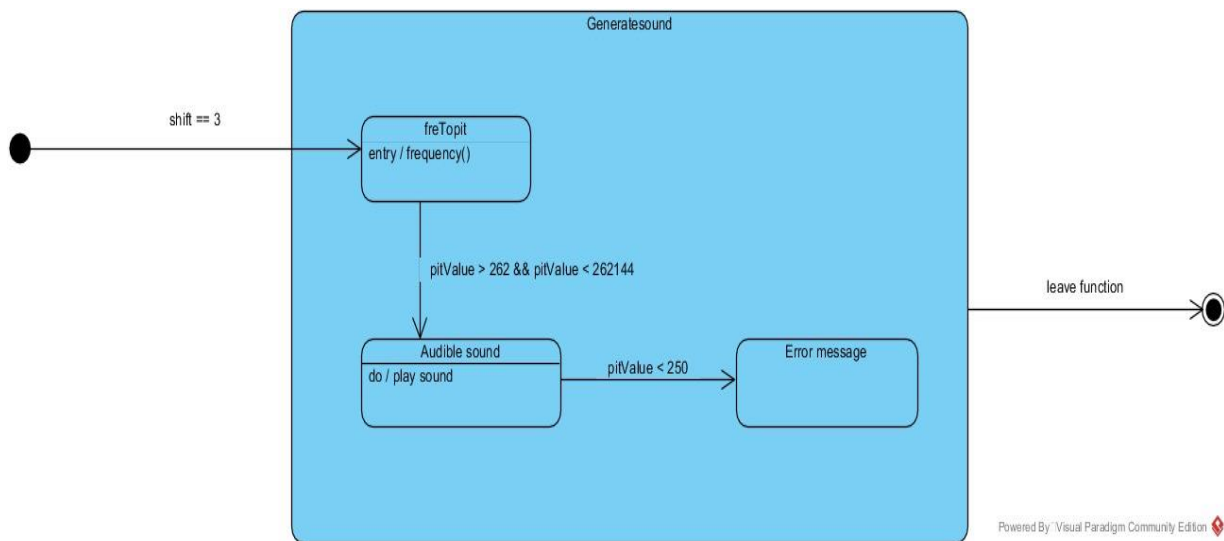 Generatesound
shift == 3
freTopit
entry / frequency()
pitValue > 262 && pitValue < 262144
leave function
Audible sound
do / play sound
pitValue < 250
Error message
Powered By Visual Paradigm Community Edition